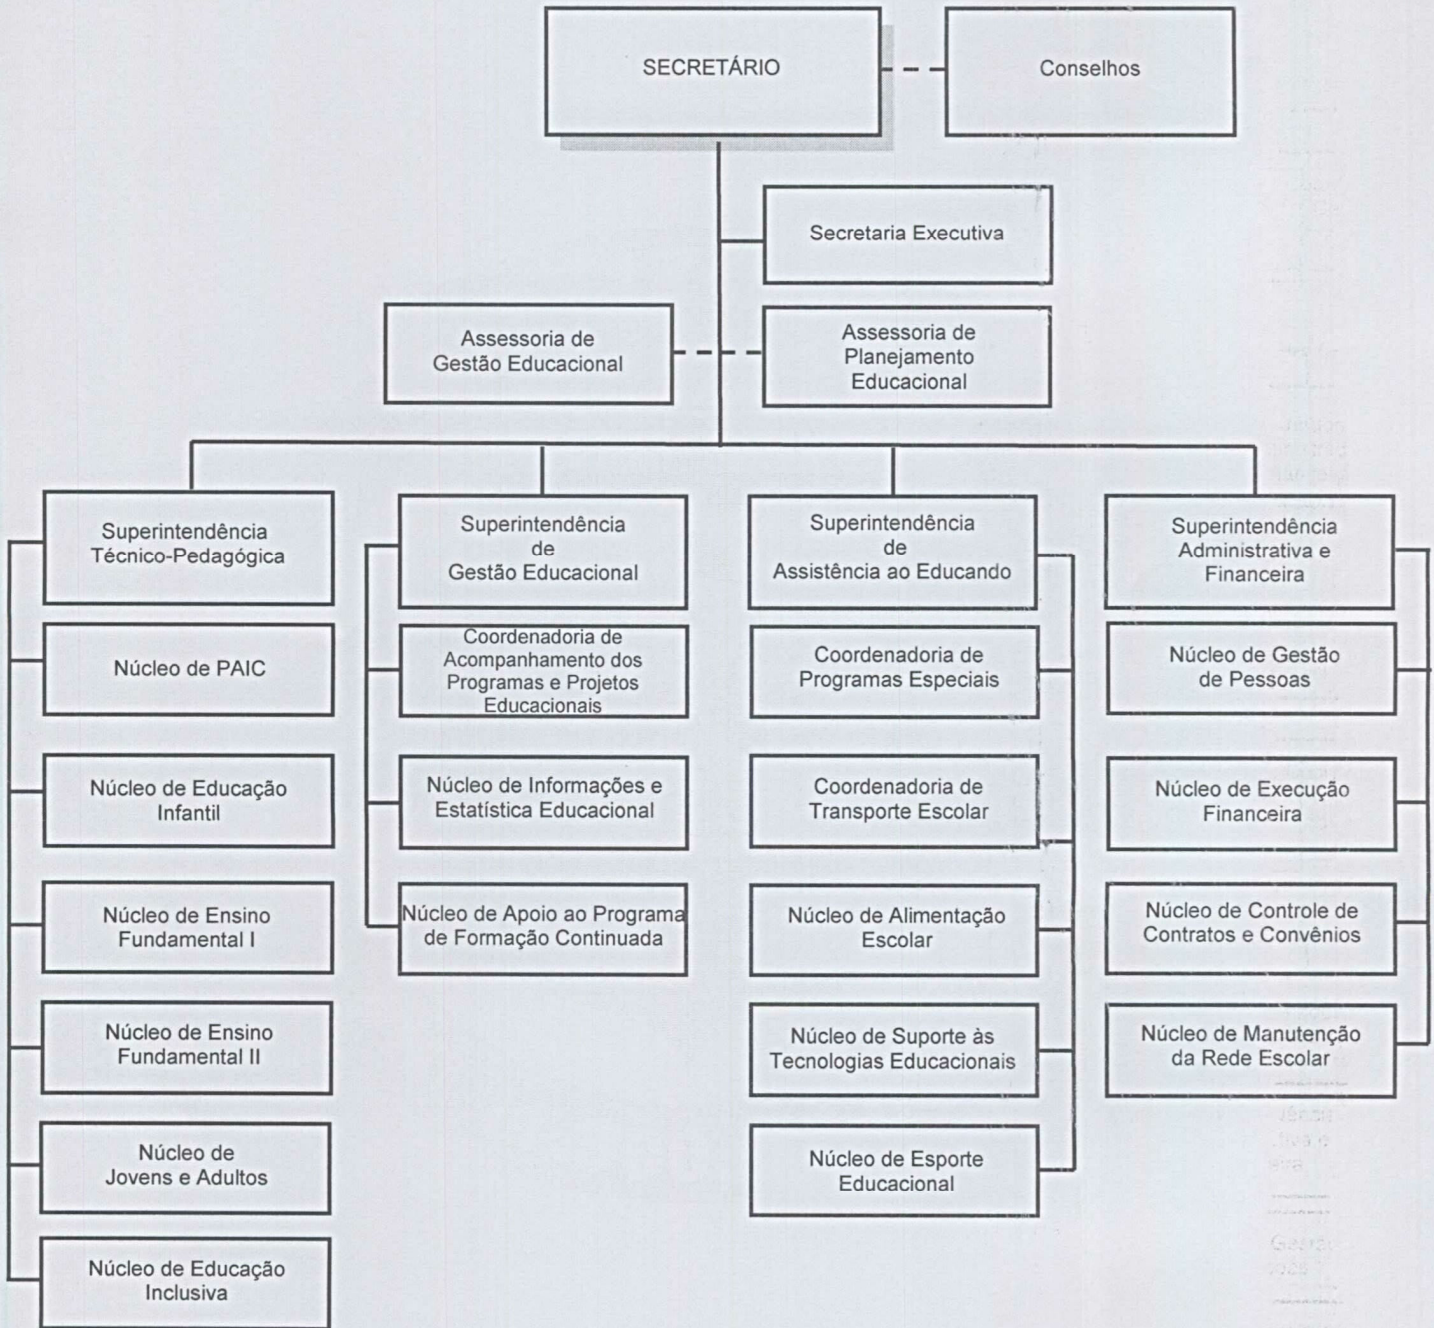 SECRETÁRIO
Conselhos
Secretaria Executiva
Assessoria de
Gestão Educacional
Assessoria de
Planejamento
Educacional
Superintendência
Técnico-Pedagógica
Núcleo de PAIC
Núcleo de Educação
Infantil
Núcleo de Ensino
Fundamental I
Núcleo de Ensino
Fundamental II
Núcleo de
Jovens e Adultos
Núcleo de Educação
Inclusiva
Superintendência
de
Gestão Educacional
Coordenadoria de
Acompanhamento dos
Programas e Projetos
Educacionais
Núcleo de Informações e
Estatística Educacional
Núcleo de Apoio ao Programa
de Formação Continuada
Superintendência
de
Assistência ao Educando
Coordenadoria de
Programas Especiais
Coordenadoria de
Transporte Escolar
Núcleo de Alimentação
Escolar
Núcleo de Suporte às
Tecnologias Educacionais
Núcleo de Esporte
Educacional
Superintendência
Administrativa e
Financeira
Núcleo de Gestão
de Pessoas
Núcleo de Execução
Financeira
Núcleo de Controle de
Contratos e Convênios
Núcleo de Manutenção
da Rede Escolar